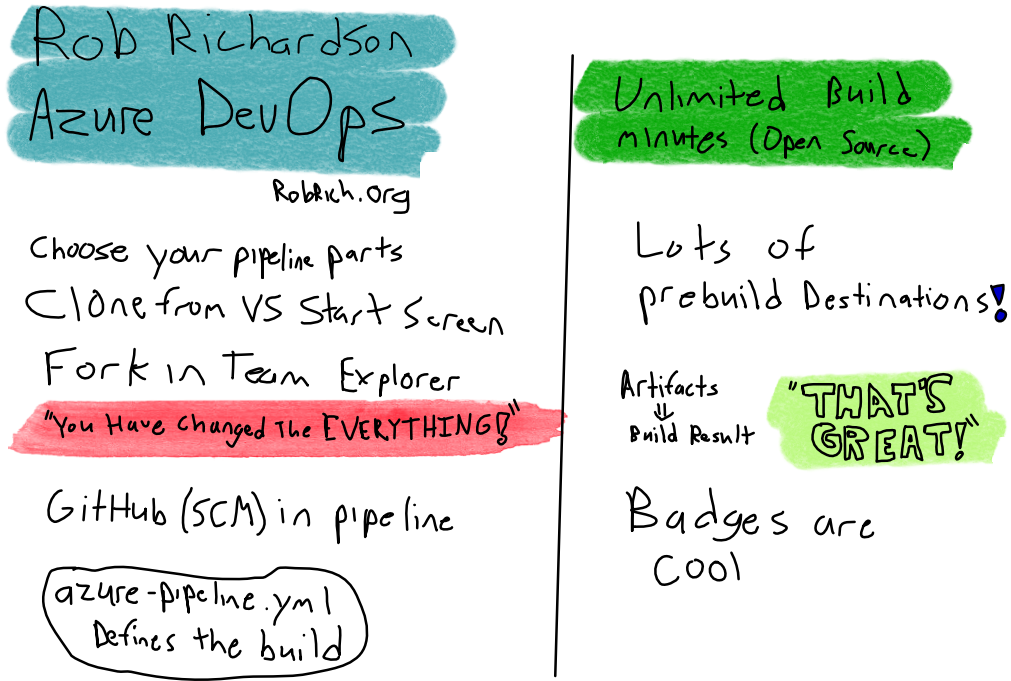 Rob Richardson
Azure DevOps
RobRich.org
Choose your pipeline parts
Clone from VS Start Screen
Fork in Team Explorer
"You Have Changed The EVERYTHING!"
GitHub (SCM) in pipeline
azure-pipeline.yml
Defines the build
Unlimited Build
minutes (Open Source)
Lots of
prebuild Destinations!
Artifacts
⇓
Build Result
"THAT'S
GREAT!"
Badges are
cool